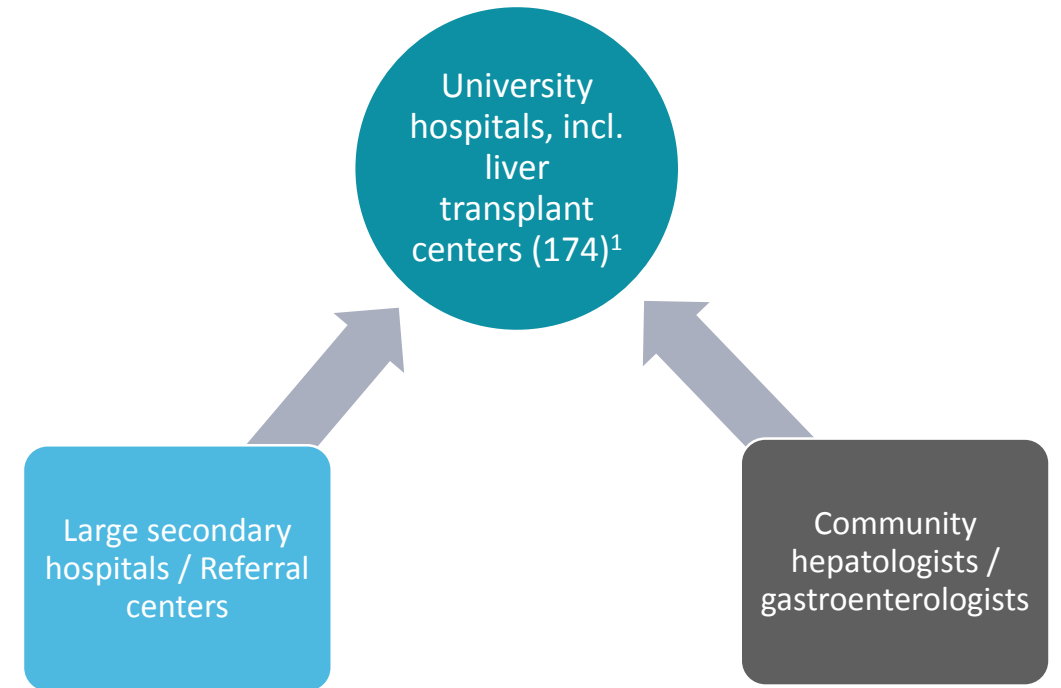 University
hospitals, incl.
liver
transplant
centers (174)1
Large secondary
hospitals / Referral
centers
Community
hepatologists /
gastroenterologists